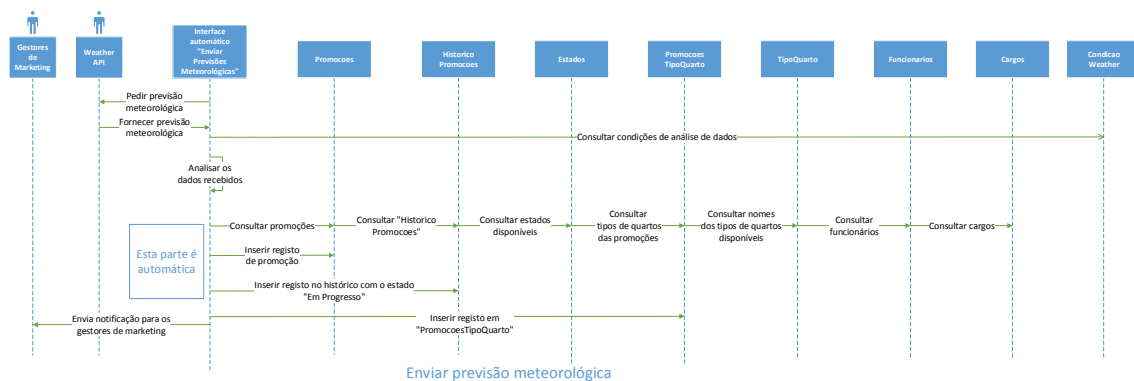 Gestores
de
Marketing
Weather
API
Interface
automático
"Enviar
Previsões
Meteorológicas"
Promocoes
Historico
Promocoes
Estados
Promocoes
TipoQuarto
TipoQuarto
Funcionarios
Cargos
Condicao
Weather
Pedir previsão
meteorológica
Fornecer previsão
meteorológica
Consultar condições de análise de dados
Analisar os
dados recebidos
Consultar promoções
Consultar "Historico
Promocoes"
Consultar estados
disponíveis
Consultar
tipos de quartos
das promoções
Consultar nomes
dos tipos de quartos
disponíveis
Consultar
funcionários
Consultar cargos
Esta parte é
automática
Inserir registo
de promoção
Inserir registo no histórico com o estado
"Em Progresso"
Envia notificação para os
gestores de marketing
Inserir registo em
"PromocoesTipoQuarto"
Enviar previsão meteorológica